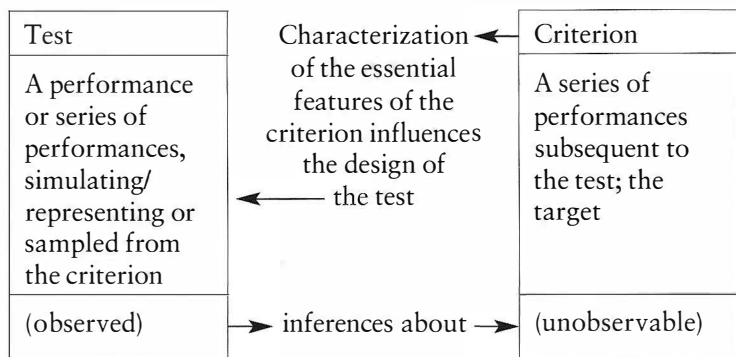 Test
A performance
or series of
performances,
simulating/
representing or
sampled from
the criterion
(observed)
Characterization
of the essential
features of the
criterion influences
the design of
the test
inferences about
Criterion
A series of
performances
subsequent to
the test; the
target
(unobservable)